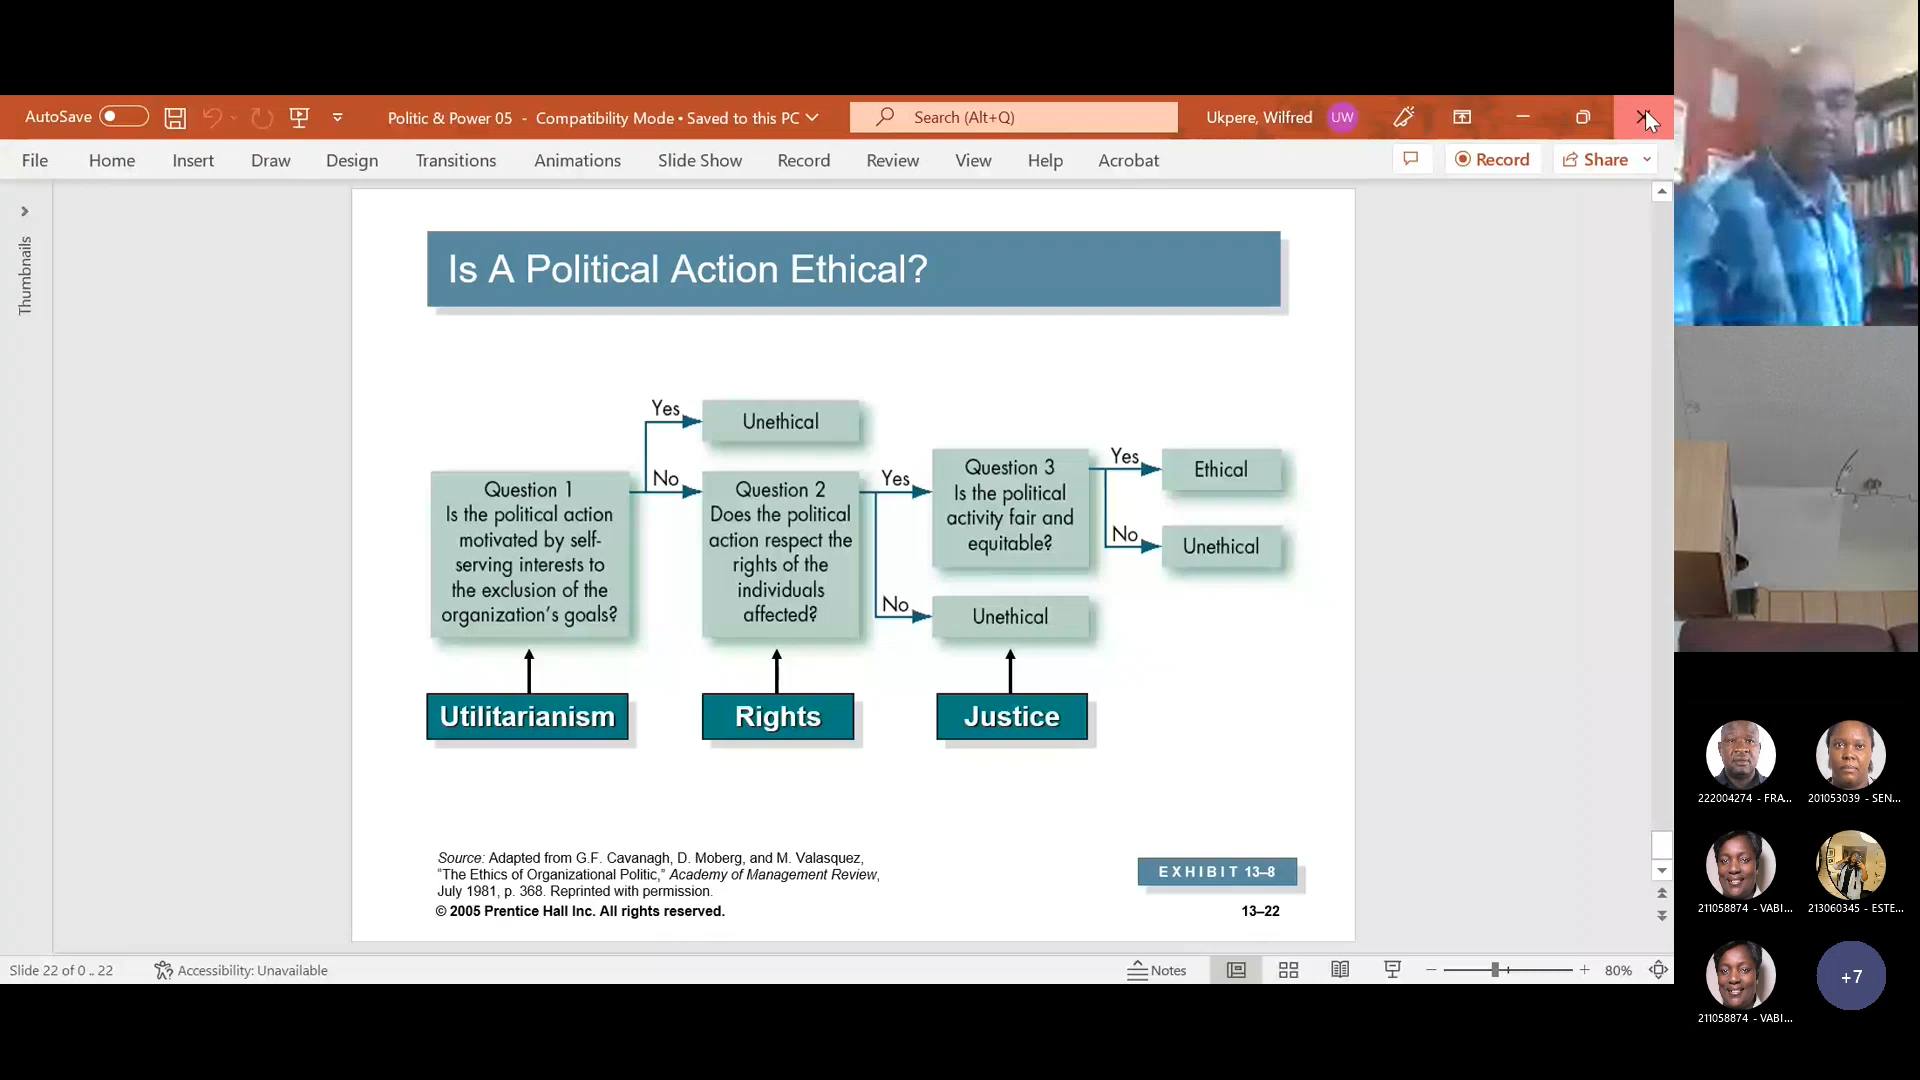 AutoSave
Politic & Power 05 - Compatibility Mode • Saved to this PC
Search (Alt+Q)
Ukpere, Wilfred
UW
File Home Insert Draw Design Transitions Animations Slide Show Record Review View Help Acrobat
Record
Share
Thumbnails
Is A Political Action Ethical?
Question 1
Is the political action
motivated by self-
serving interests to
the exclusion of the
organization's goals?
Yes
Unethical
No
Question 2
Does the political
action respect the
rights of the
individuals
affected?
Yes
Question 3
Is the political
activity fair and
equitable?
No
Unethical
Yes
Ethical
No
Unethical
Utilitarianism
Rights
Justice
Source: Adapted from G.F. Cavanagh, D. Moberg, and M. Valasquez,
“The Ethics of Organizational Politic,” Academy of Management Review,
July 1981, p. 368. Reprinted with permission.
© 2005 Prentice Hall Inc. All rights reserved.
EXHIBIT 13–8
13–22
Slide 22 of 0 .. 22
Accessibility: Unavailable
Notes
80%
222004274 - FRA...
201053039 - SEN...
211058874 - VABI...
213060345 - ESTE...
211058874 - VABI...
+7